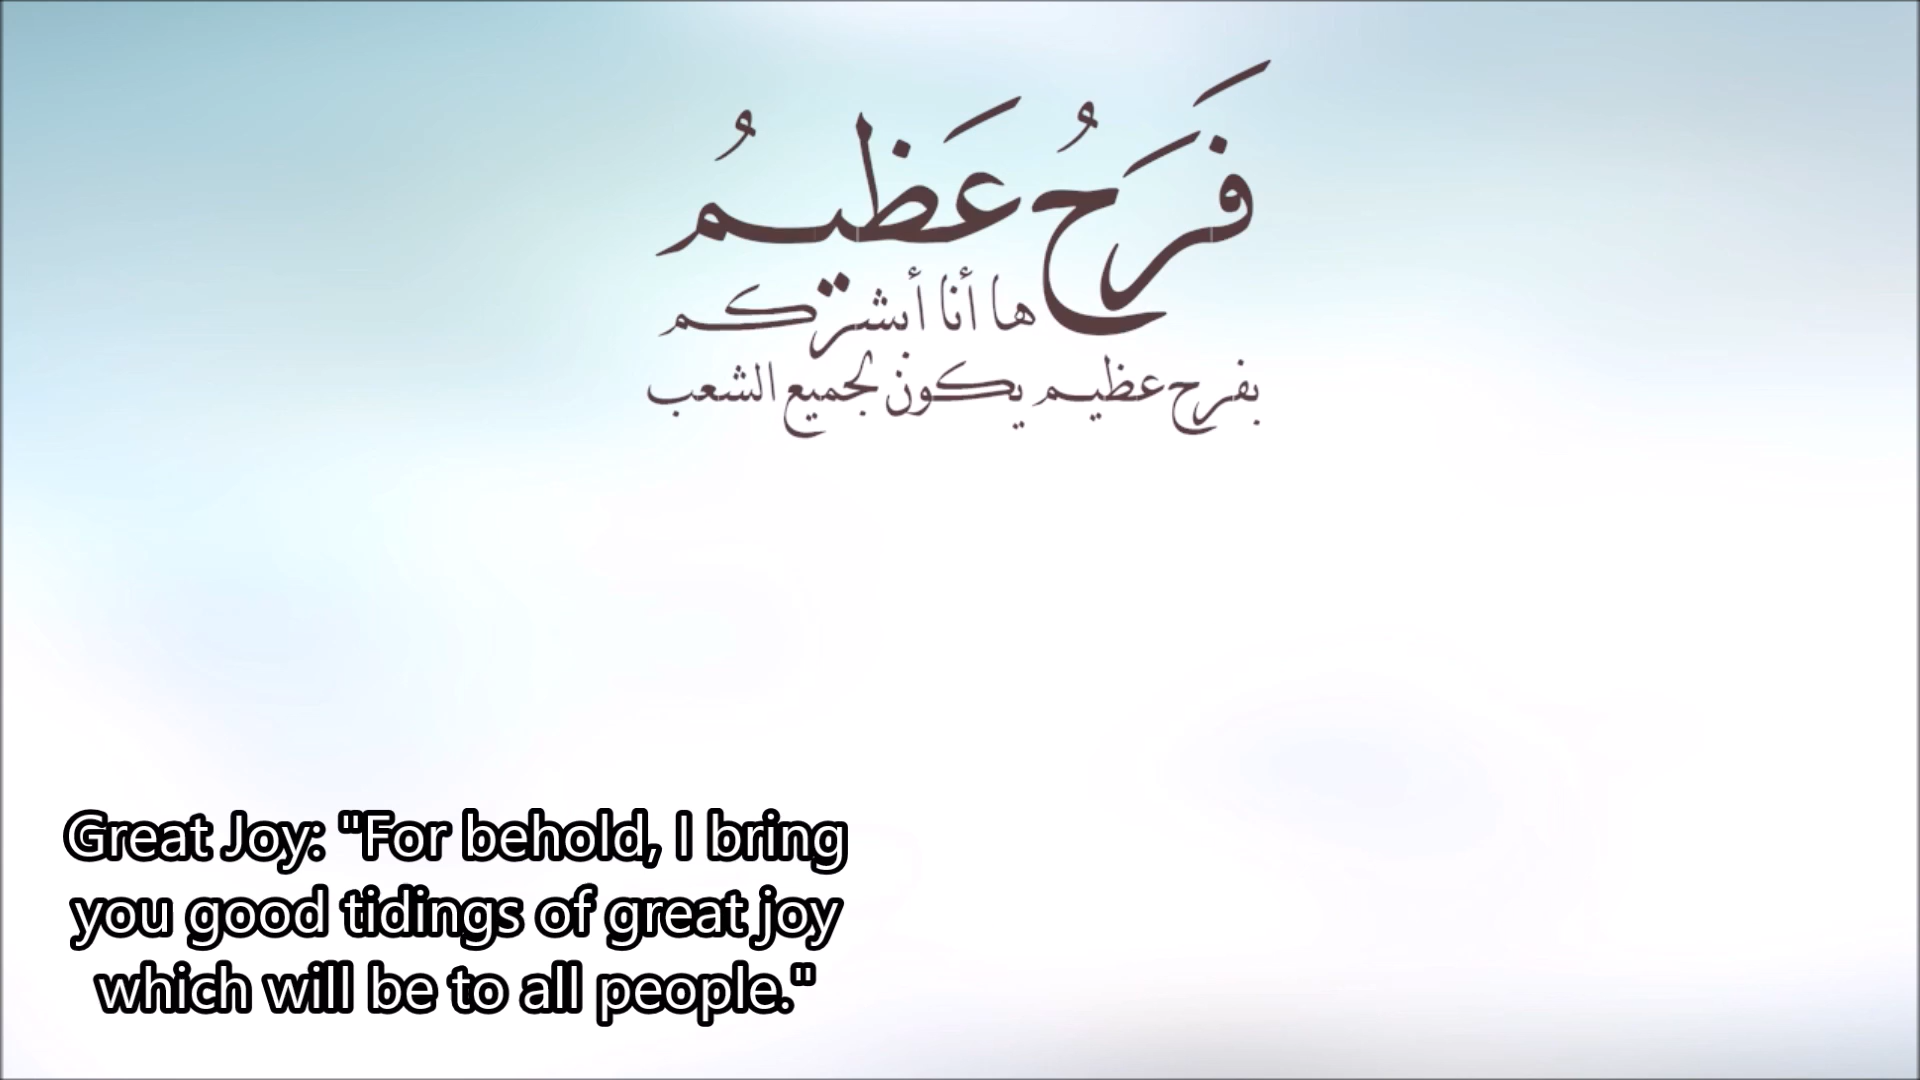 فَرَحُ عَظيمُ
ها أنا أبشركم
بفرح عظيم يكون لجميع الشعب
Great Joy: "For behold, I bring
you good tidings of great joy
which will be to all people."